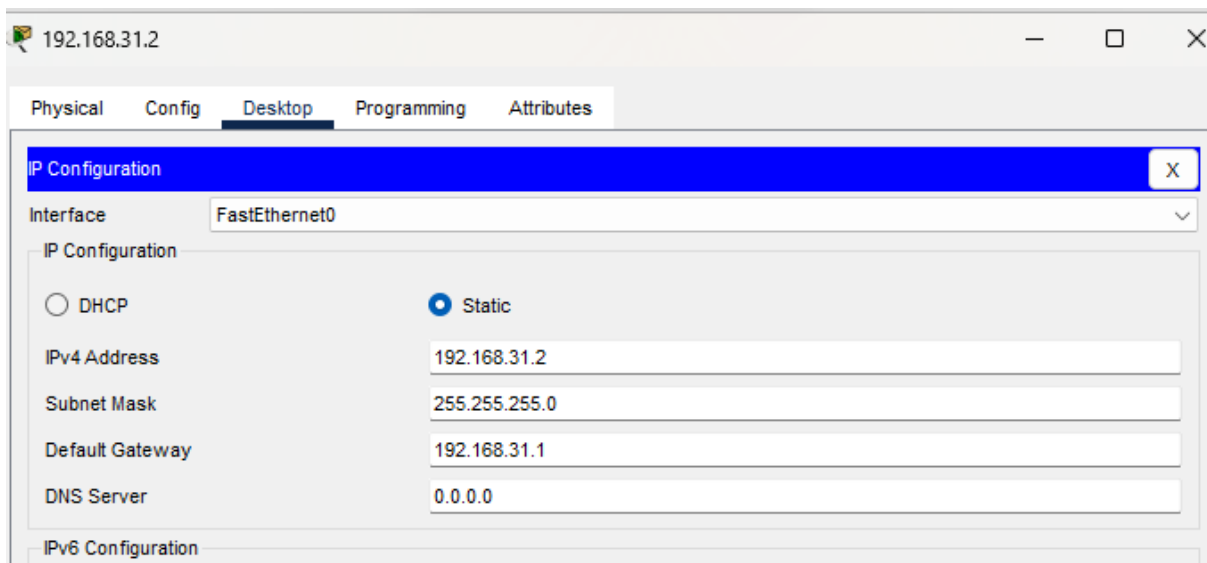 192.168.31.2
Physical Config Desktop Programming Attributes
IP Configuration X
Interface FastEthernet0
IP Configuration
DHCP Static
IPv4 Address 192.168.31.2
Subnet Mask 255.255.255.0
Default Gateway 192.168.31.1
DNS Server 0.0.0.0
IPv6 Configuration